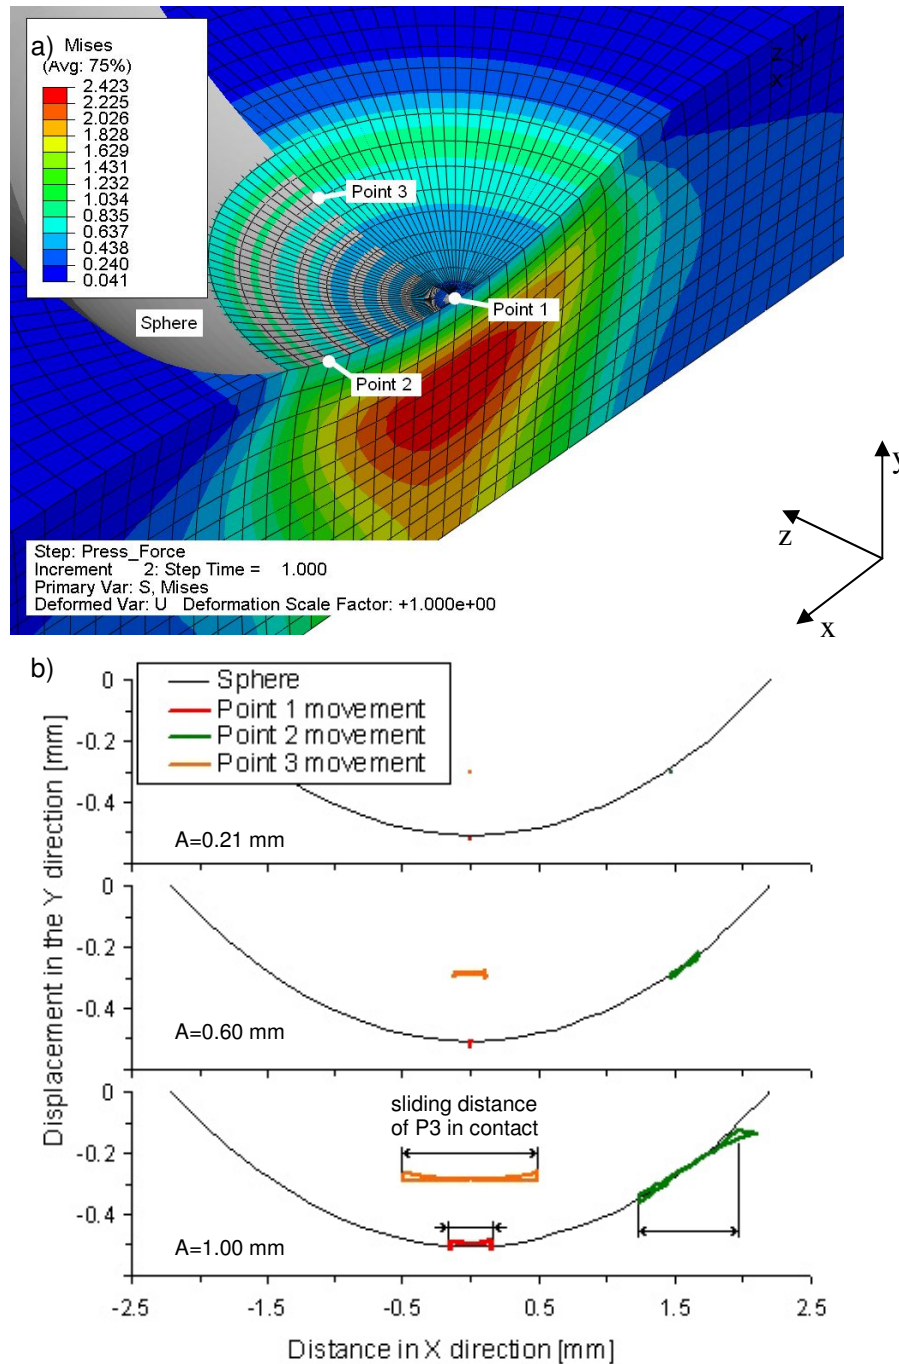 a)
Mises
(Avg: 75%)
2.423
2.225
2.026
1.828
1.629
1.431
1.232
1.034
0.835
0.637
0.438
0.240
0.041
Y
Z
X
Point 3
Point 1
Sphere
Point 2
y
z
x
Step: Press_Force
Increment 2: Step Time = 1.000
Primary Var: S, Mises
Deformed Var: U Deformation Scale Factor: +1.000e+00
b)
Displacement in the Y direction [mm]
Sphere
Point 1 movement
Point 2 movement
Point 3 movement
0
-0.2
-0.4
A=0.21 mm
0
-0.2
-0.4
A=0.60 mm
0
-0.2
-0.4
sliding distance
of P3 in contact
A=1.00 mm
-2.5 -1.5 -0.5 0.5 1.5 2.5
Distance in X direction [mm]